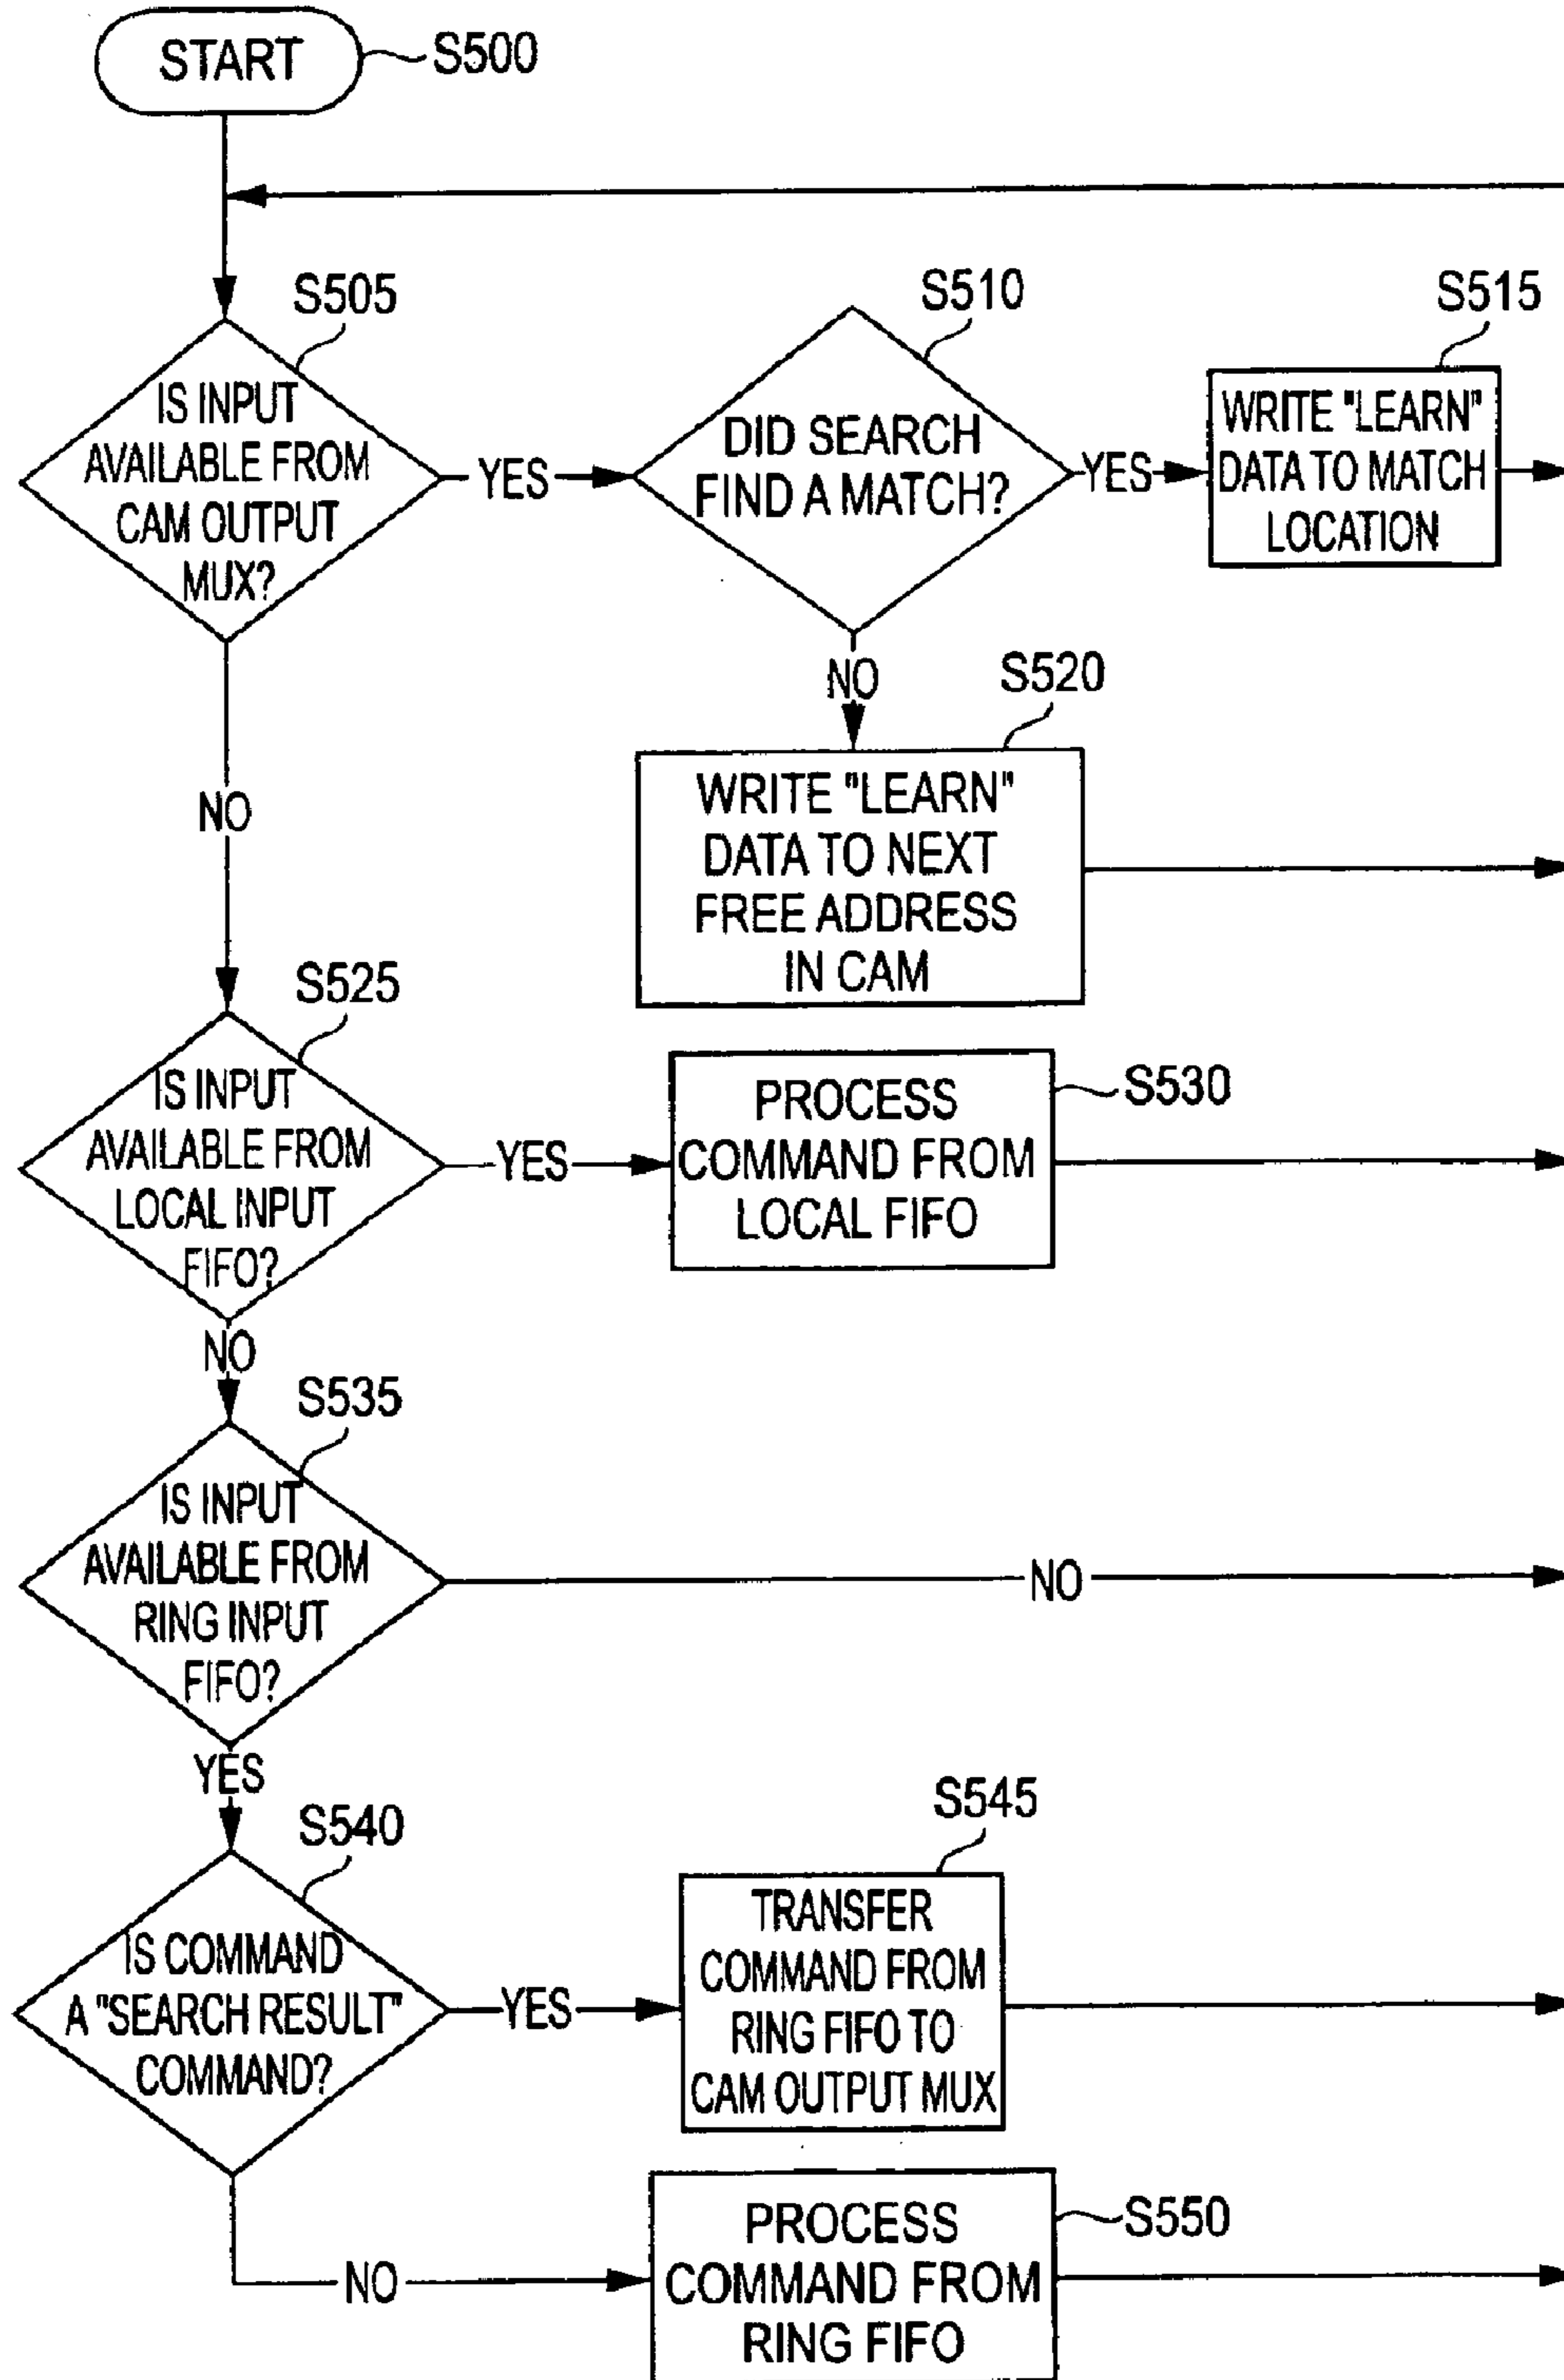 START
S500
S505
IS INPUT
AVAILABLE FROM
CAM OUTPUT
MUX?
YES
S510
DID SEARCH
FIND A MATCH?
YES
S515
WRITE "LEARN"
DATA TO MATCH
LOCATION
NO
S520
WRITE "LEARN"
DATA TO NEXT
FREE ADDRESS
IN CAM
NO
S525
IS INPUT
AVAILABLE FROM
LOCAL INPUT
FIFO?
YES
PROCESS
COMMAND FROM
LOCAL FIFO
S530
NO
S535
IS INPUT
AVAILABLE FROM
RING INPUT
FIFO?
NO
YES
S540
IS COMMAND
A "SEARCH RESULT"
COMMAND?
YES
S545
TRANSFER
COMMAND FROM
RING FIFO TO
CAM OUTPUT MUX
NO
PROCESS
COMMAND FROM
RING FIFO
S550